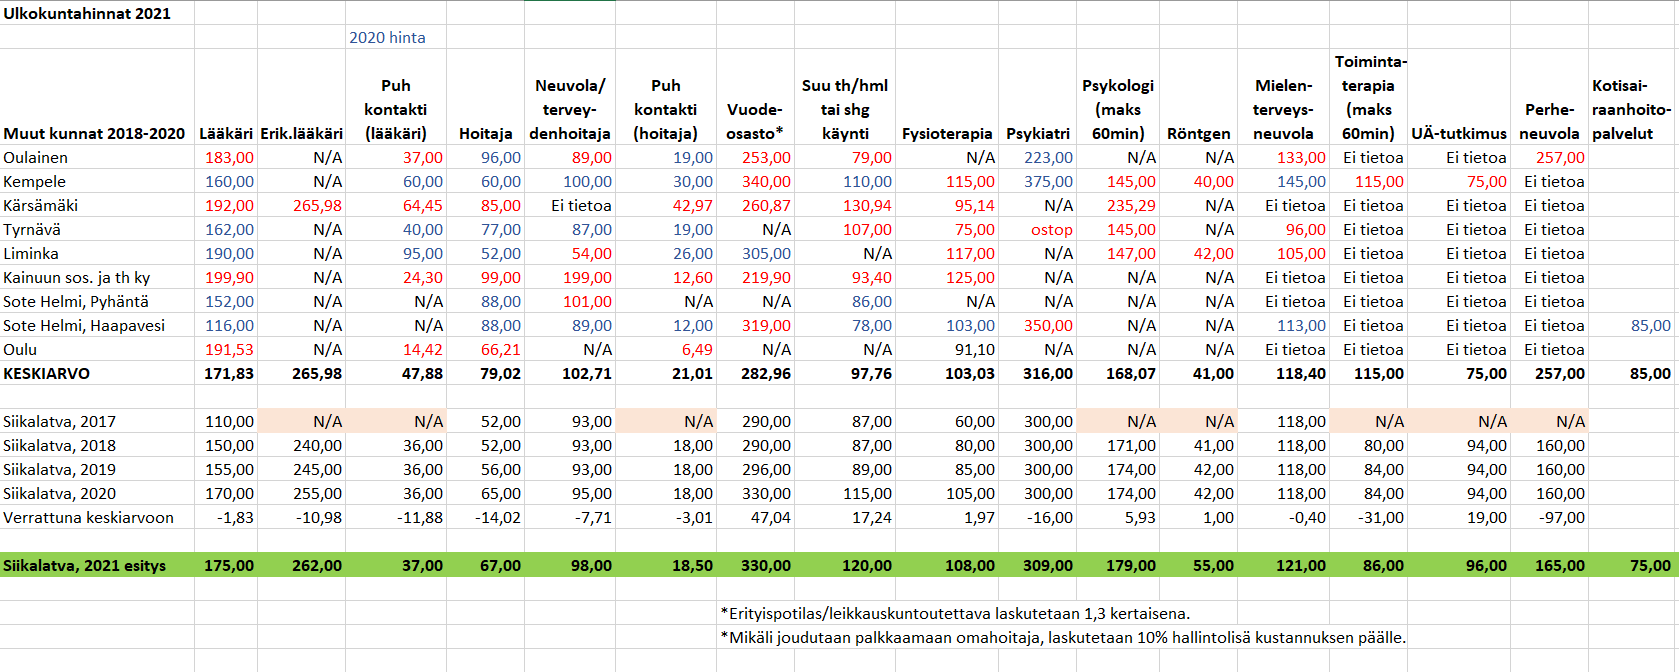 Ulkokuntahinnat 2021
2020 hinta
Muut kunnat 2018-2020 Lääkäri Erik.lääkäri Puh kontakti (lääkäri) Hoitaja Neuvola/ tervey- denhoitaja Puh kontakti (hoitaja) Vuode- osasto* Suu th/hml tai shg käynti Fysioterapia Psykiatri Psykologi (maks 60min) Röntgen Mielen- terveys- neuvola Toiminta- terapia (maks 60min) UÄ-tutkimus Perhe- neuvola Kotisai- raanhoito- palvelut
Oulainen 183,00 N/A 37,00 96,00 89,00 19,00 253,00 79,00 N/A 223,00 N/A N/A 133,00 Ei tietoa Ei tietoa 257,00
Kempele 160,00 N/A 60,00 60,00 100,00 30,00 340,00 110,00 115,00 375,00 145,00 40,00 145,00 115,00 75,00 Ei tietoa
Kärsämäki 192,00 265,98 64,45 85,00 Ei tietoa 42,97 260,87 130,94 95,14 N/A 235,29 N/A Ei tietoa Ei tietoa Ei tietoa Ei tietoa
Tyrnävä 162,00 N/A 40,00 77,00 87,00 19,00 N/A 107,00 75,00 ostop 145,00 N/A 96,00 Ei tietoa Ei tietoa Ei tietoa
Liminka 190,00 N/A 95,00 52,00 54,00 26,00 305,00 N/A 117,00 N/A 147,00 42,00 105,00 Ei tietoa Ei tietoa Ei tietoa
Kainuun sos. ja th ky 199,90 N/A 24,30 99,00 199,00 12,60 219,90 93,40 125,00 N/A N/A N/A Ei tietoa Ei tietoa Ei tietoa Ei tietoa
Sote Helmi, Pyhäntä 152,00 N/A N/A 88,00 101,00 N/A N/A 86,00 N/A N/A N/A N/A Ei tietoa Ei tietoa Ei tietoa Ei tietoa
Sote Helmi, Haapavesi 116,00 N/A N/A 88,00 89,00 12,00 319,00 78,00 103,00 350,00 N/A N/A 113,00 Ei tietoa Ei tietoa Ei tietoa 85,00
Oulu 191,53 N/A 14,42 66,21 N/A 6,49 N/A N/A 91,10 N/A N/A N/A Ei tietoa Ei tietoa Ei tietoa Ei tietoa
KESKIARVO 171,83 265,98 47,88 79,02 102,71 21,01 282,96 97,76 103,03 316,00 168,07 41,00 118,40 115,00 75,00 257,00 85,00
Siikalatva, 2017 110,00 N/A N/A 52,00 93,00 N/A 290,00 87,00 60,00 300,00 N/A N/A 118,00 N/A N/A N/A
Siikalatva, 2018 150,00 240,00 36,00 52,00 93,00 18,00 290,00 87,00 80,00 300,00 171,00 41,00 118,00 80,00 94,00 160,00
Siikalatva, 2019 155,00 245,00 36,00 56,00 93,00 18,00 296,00 89,00 85,00 300,00 174,00 42,00 118,00 84,00 94,00 160,00
Siikalatva, 2020 170,00 255,00 36,00 65,00 95,00 18,00 330,00 115,00 105,00 300,00 174,00 42,00 118,00 84,00 94,00 160,00
Verrattuna keskiarvoon -1,83 -10,98 -11,88 -14,02 -7,71 -3,01 47,04 17,24 1,97 -16,00 5,93 1,00 -0,40 -31,00 19,00 -97,00
Siikalatva, 2021 esitys 175,00 262,00 37,00 67,00 98,00 18,50 330,00 120,00 108,00 309,00 179,00 55,00 121,00 86,00 96,00 165,00 75,00
*Erityispotilas/leikkauskuntoutettava laskutetaan 1,3 kertaisena.
*Mikäli joudutaan palkkaamaan omahoitaja, laskutetaan 10% hallintolisä kustannuksen päälle.